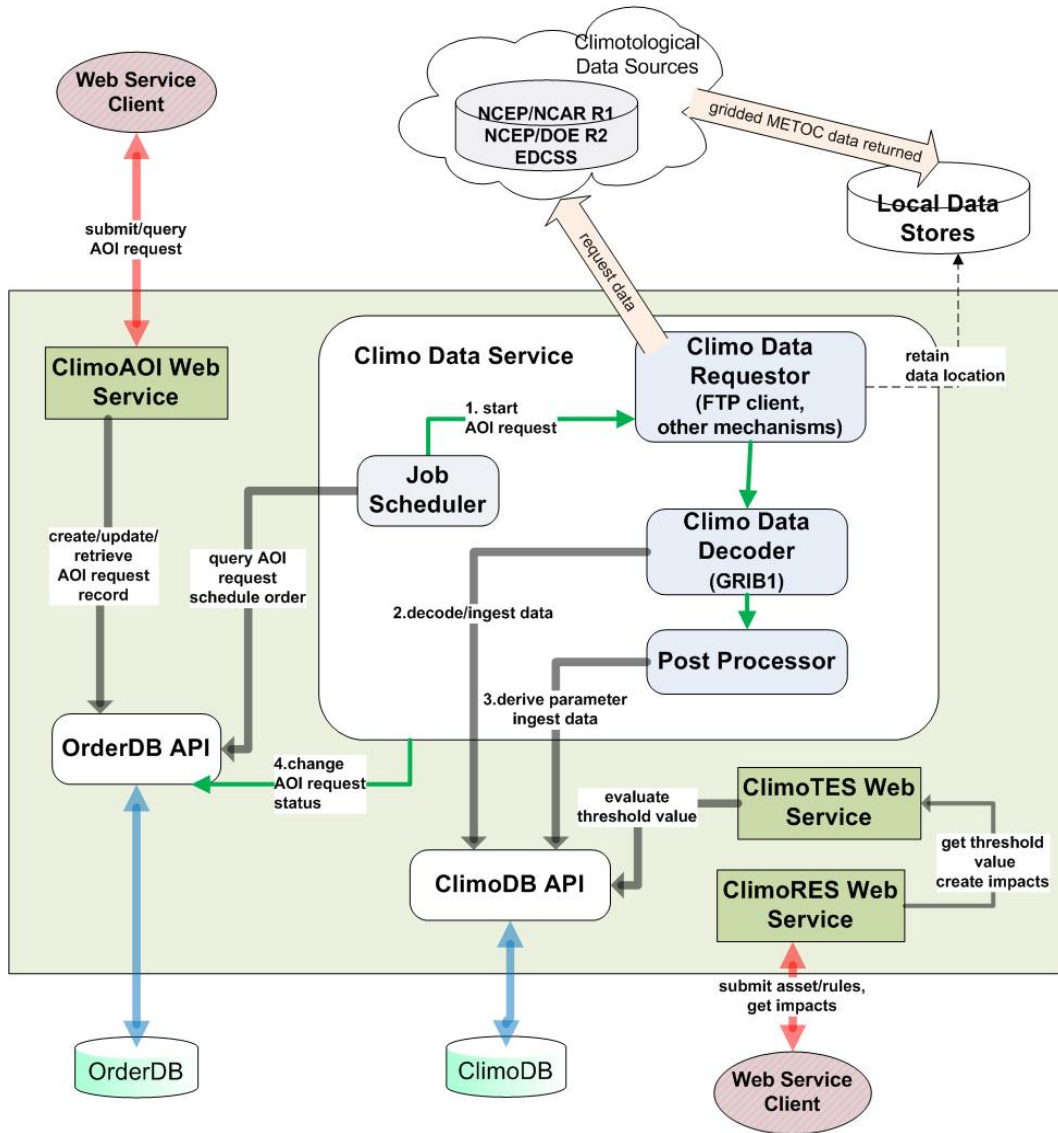 Climotological
Data Sources
Web Service
Client
NCEP/NCAR R1
NCEP/DOE R2
EDCSS
gridded METOC data returned
Local Data
Stores
submit/query
AOI request
request data
ClimoAOI Web
Service
Climo Data Service
Climo Data
Requestor
(FTP client,
other mechanisms)
retain
data location
1. start
AOI request
Job
Scheduler
create/update/
retrieve
AOI request
record
query AOI
request
schedule order
Climo Data
Decoder
(GRIB1)
2.decode/ingest data
Post Processor
3.derive parameter
ingest data
OrderDB API
4.change
AOI request
status
evaluate
threshold value
ClimoTES Web
Service
get threshold
value
create impacts
ClimoDB API
ClimoRES Web
Service
submit asset/rules,
get impacts
OrderDB
ClimoDB
Web Service
Client